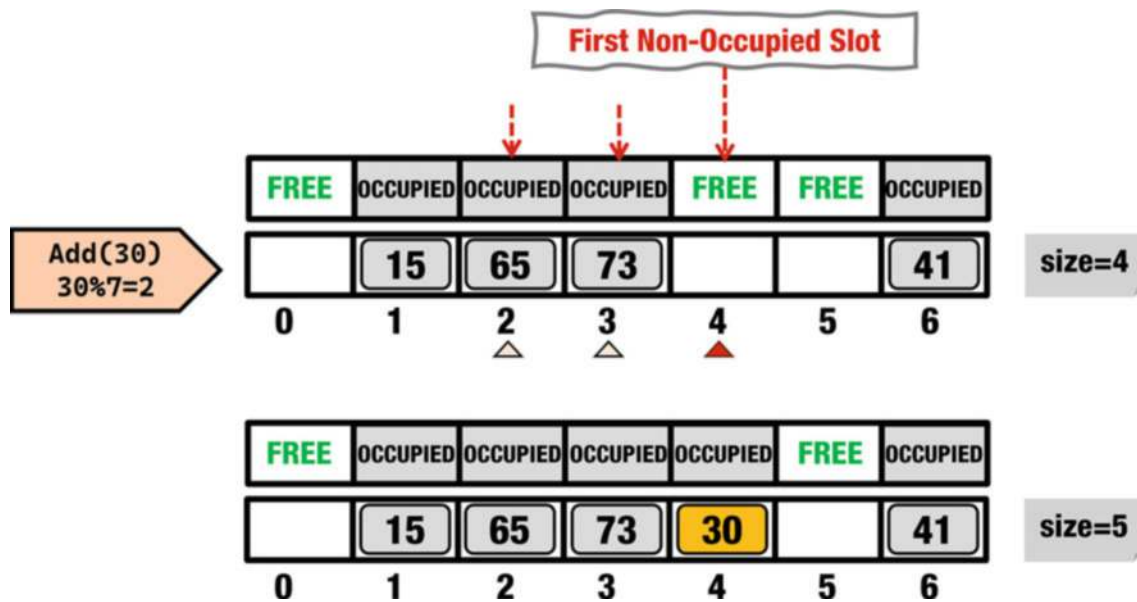 First Non-Occupied Slot
FREE OCCUPIED OCCUPIED OCCUPIED FREE FREE OCCUPIED
Add(30)
30%7=2
15 65 73 41
size=4
0 1 2 3 4 5 6
FREE OCCUPIED OCCUPIED OCCUPIED OCCUPIED FREE OCCUPIED
15 65 73 30 41
size=5
0 1 2 3 4 5 6